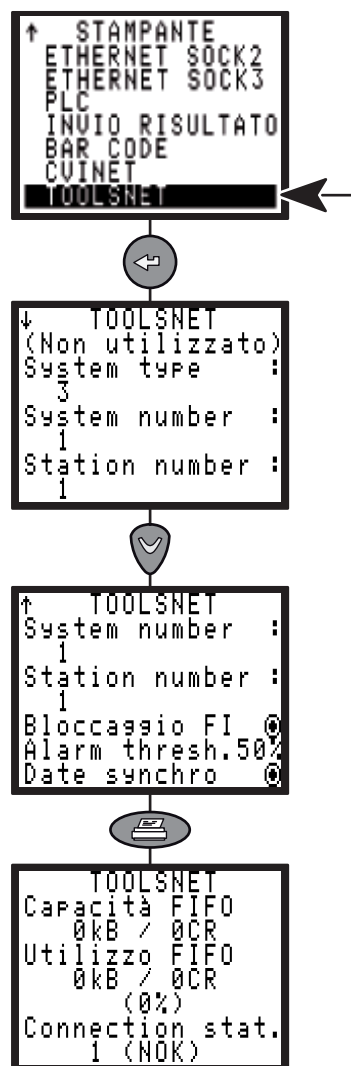 ↑ STAMPANTE
ETHERNET SOCK2
ETHERNET SOCK3
PLC
INVIO RISULTATO
BAR CODE
CVINET
TOOLSNET
↓ TOOLSNET
(Non utilizzato)
System type :
3
System number :
1
Station number :
1
↑ TOOLSNET
System number :
1
Station number :
1
Bloccaggio FI
Alarm thresh.50%
Date synchro
TOOLSNET
Capacità FIFO
0kB / 0CR
Utilizzo FIFO
0kB / 0CR
(0%)
Connection stat.
1 (NOK)